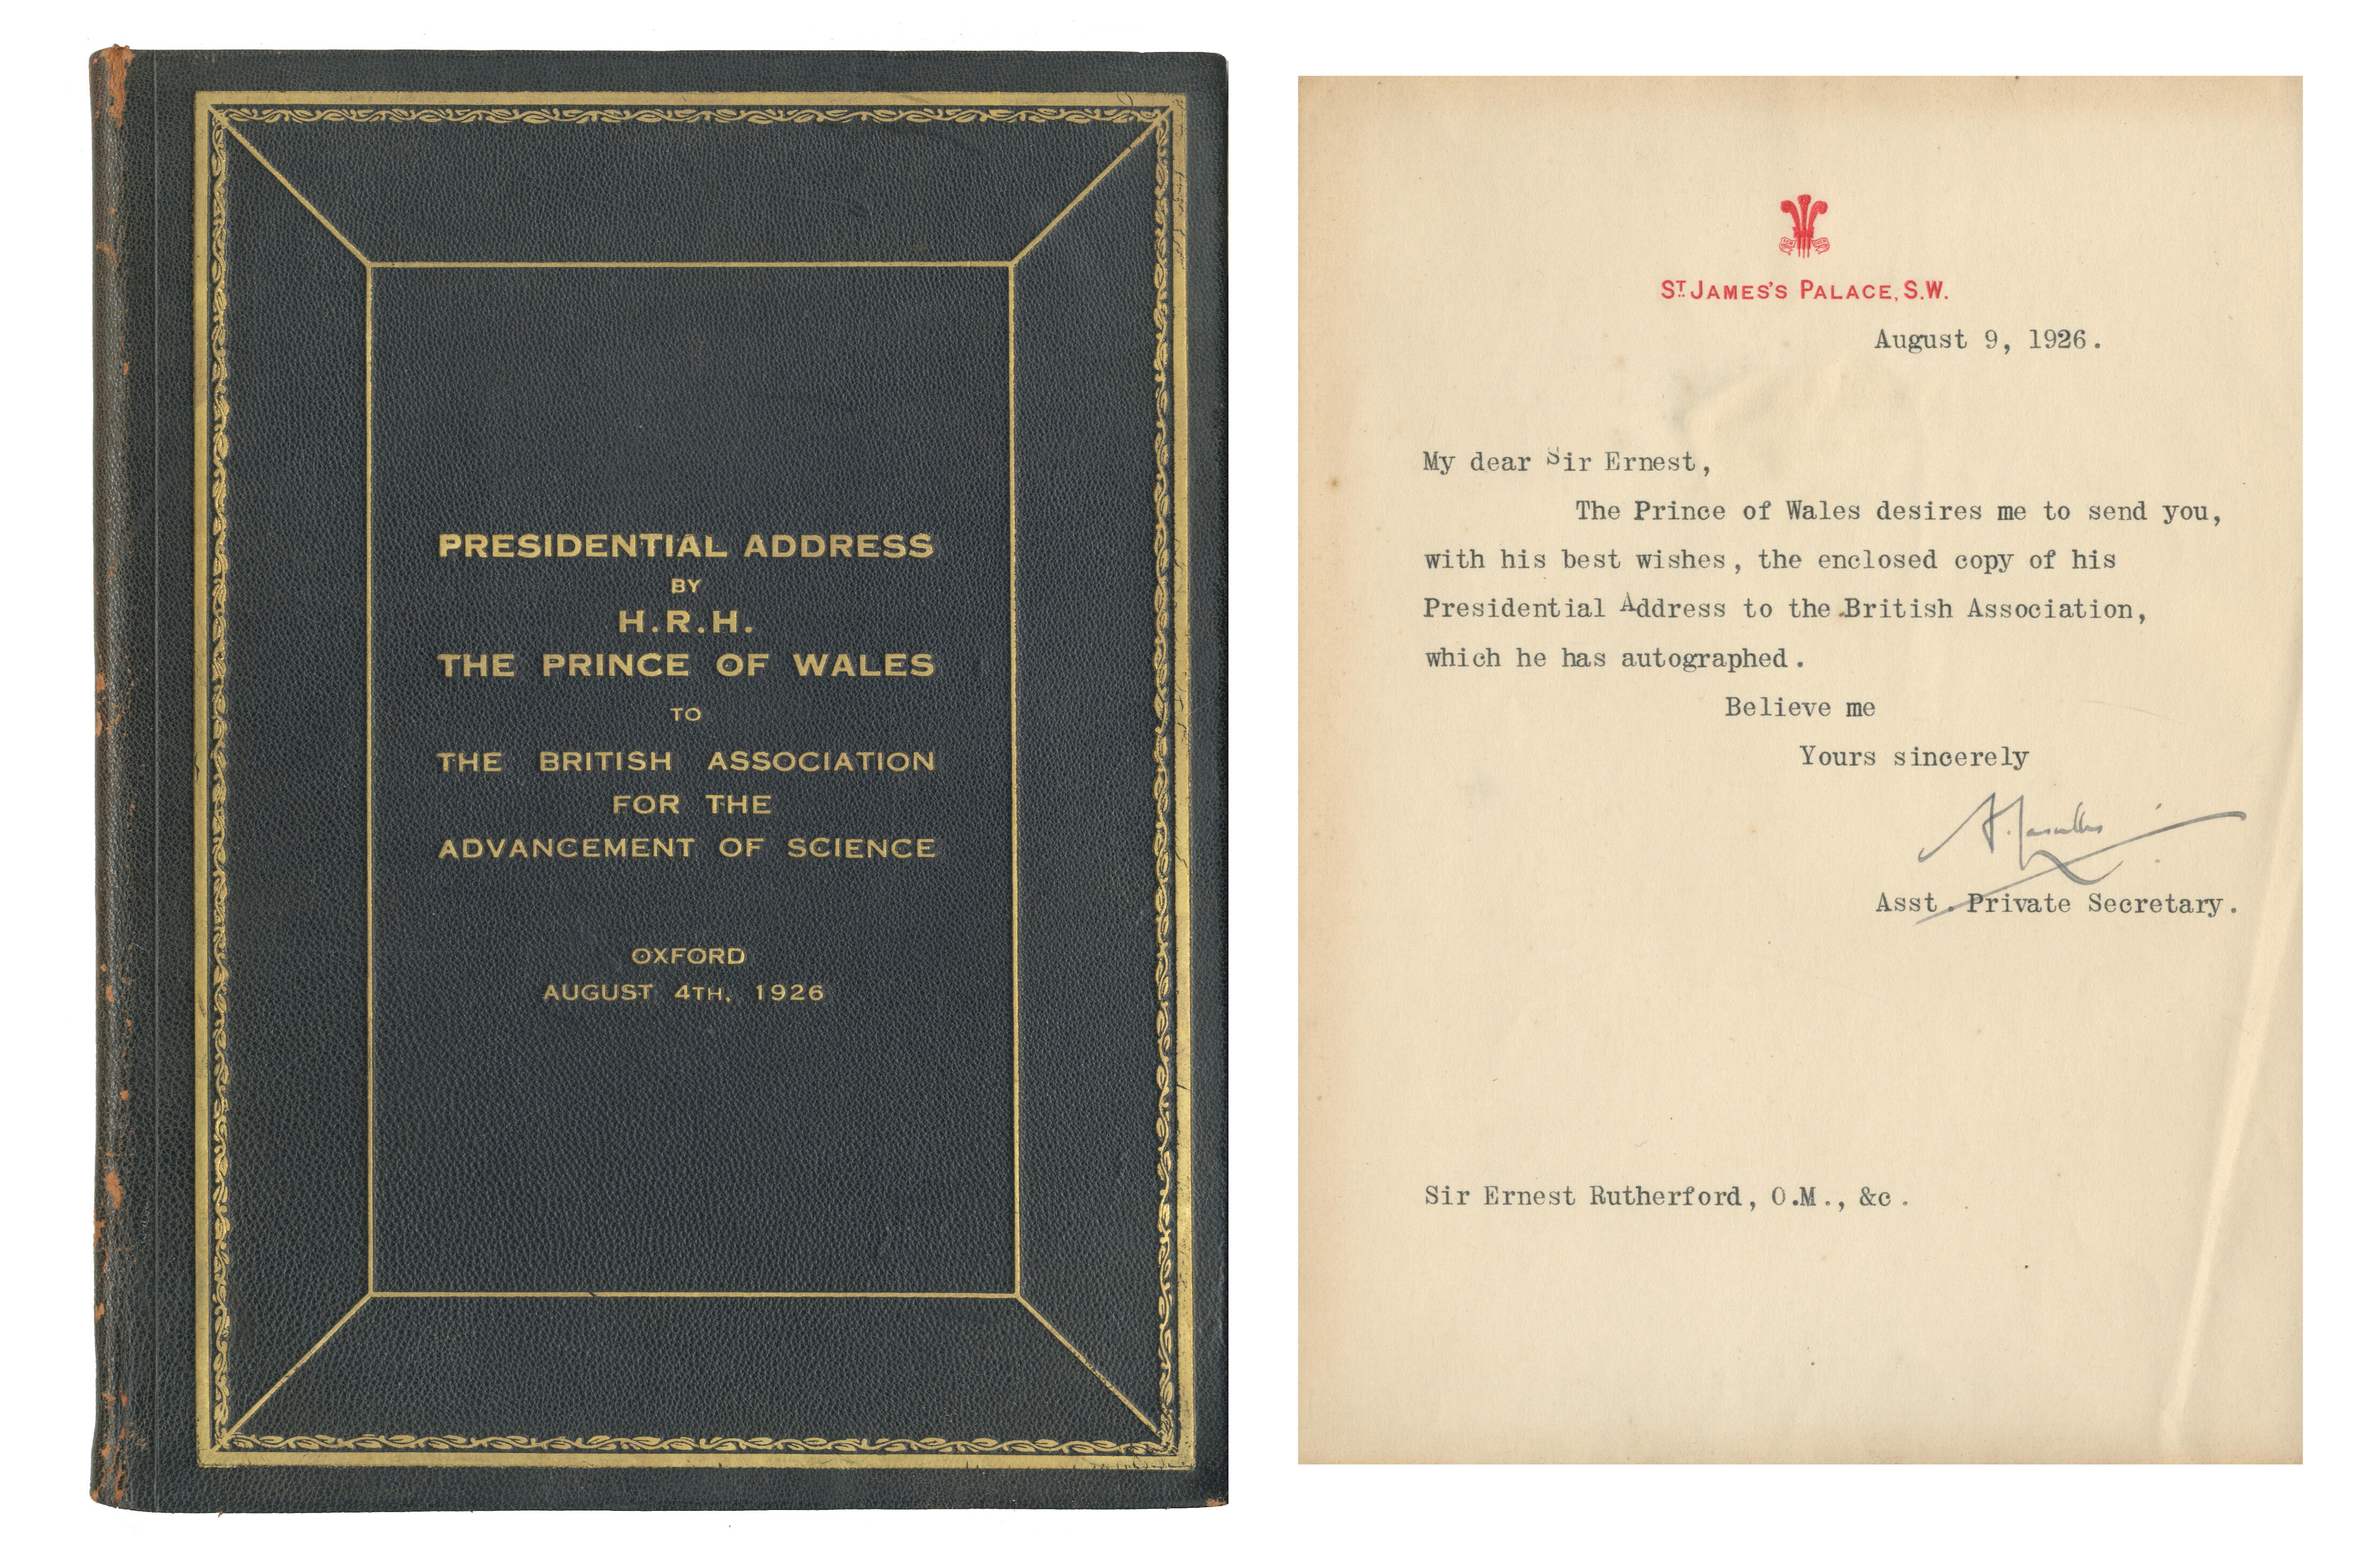 PRESIDENTIAL ADDRESS
BY
H.R.H.
THE PRINCE OF WALES
TO
THE BRITISH ASSOCIATION
FOR THE
ADVANCEMENT OF SCIENCE
OXFORD
AUGUST 4TH, 1926
ST. JAMES'S PALACE, S.W.
August 9, 1926.
My dear Sir Ernest,
The Prince of Wales desires me to send you,
with his best wishes, the enclosed copy of his
Presidential Address to the British Association,
which he has autographed.
Believe me
Yours sincerely
Asst. Private Secretary.
Sir Ernest Rutherford, O.M., &c.